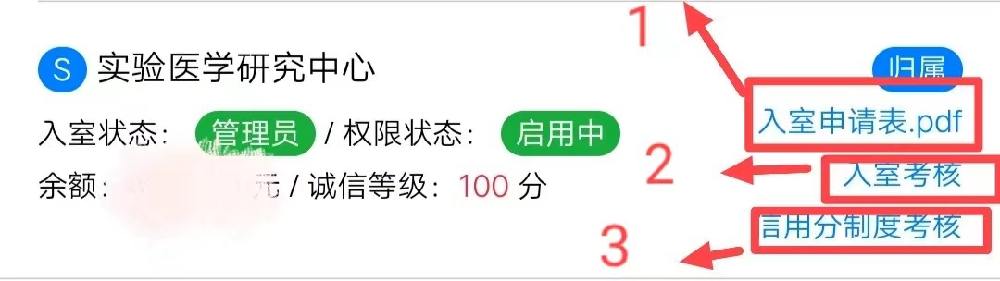 1
S 实验医学研究中心
归属
入室状态： 管理员 / 权限状态： 启用中
入室申请表.pdf
2
余额： 元 / 诚信等级：100 分
入室考核
3
信用分制度考核